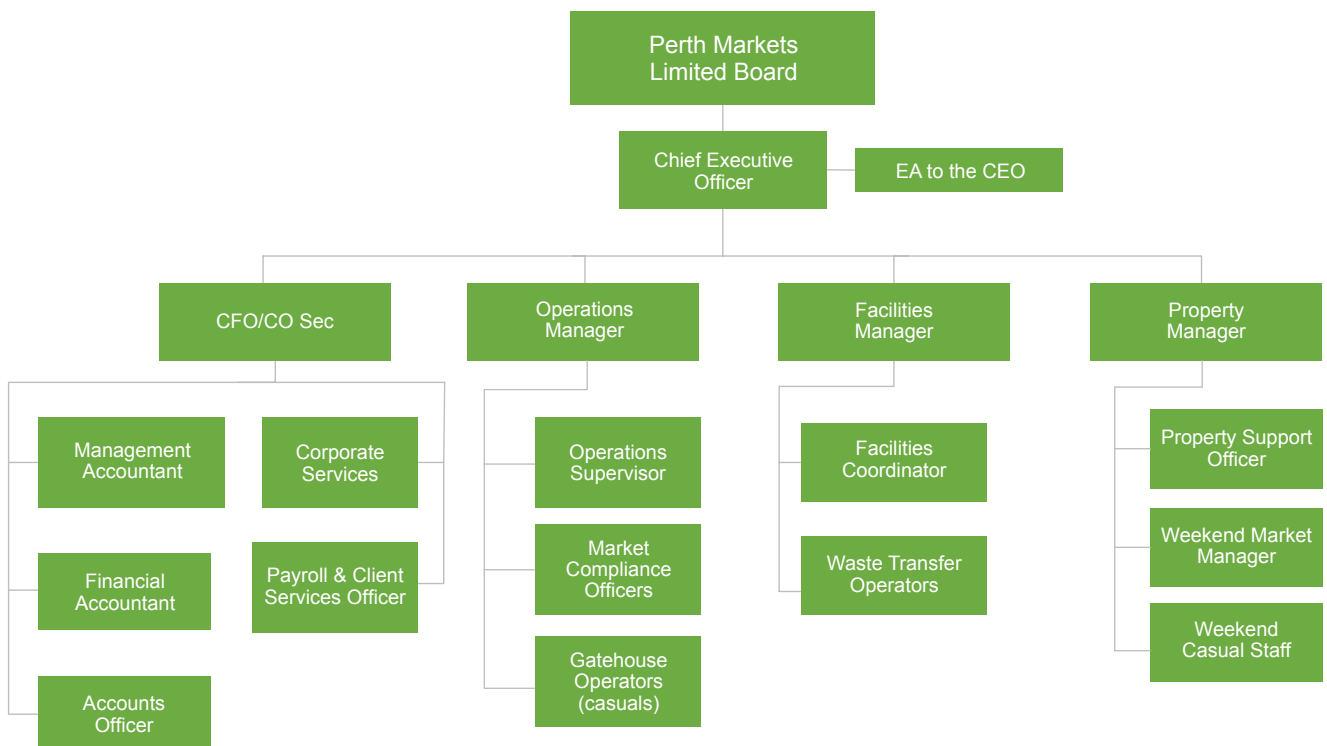 Perth Markets
Limited Board
Chief Executive
Officer
EA to the CEO
CFO/CO Sec
Operations
Manager
Facilities
Manager
Property
Manager
Management
Accountant
Corporate
Services
Financial
Accountant
Payroll & Client
Services Officer
Accounts
Officer
Operations
Supervisor
Market
Compliance
Officers
Gatehouse
Operators
(casuals)
Facilities
Coordinator
Waste Transfer
Operators
Property Support
Officer
Weekend Market
Manager
Weekend
Casual Staff